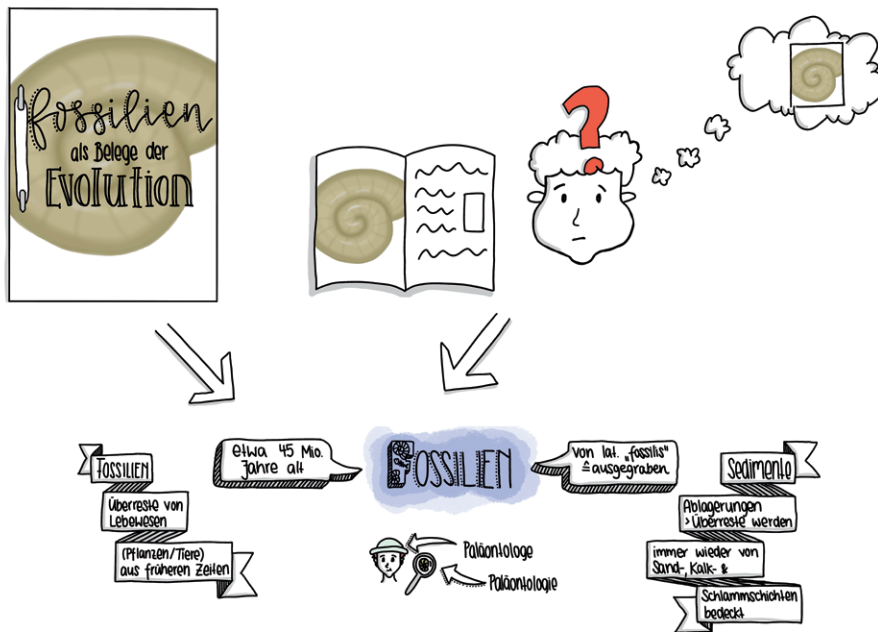 fossilien
als Belege der
Evolution
?
etwa 45 Mio.
Jahre alt
FOSSILIEN
von lat. „fossilis"
≙ ausgegraben
FOSSILIEN
Überreste von
Lebewesen
(Pflanzen/Tiere)
aus früheren Zeiten
Paläontologe
Paläontologie
Sedimente
Ablagerungen
> Überreste werden
immer wieder von
Sand-, Kalk- &
Schlammschichten
bedeckt